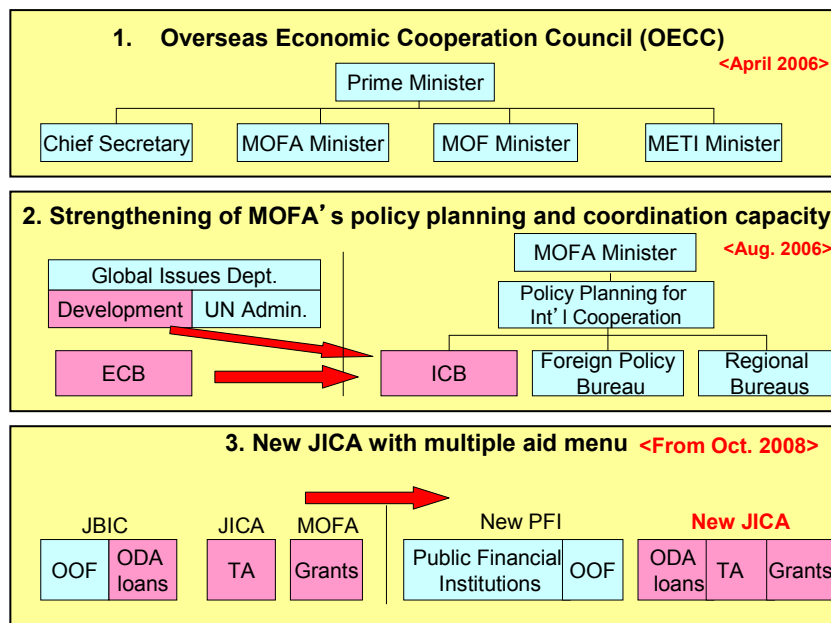 1. Overseas Economic Cooperation Council (OECC)
<April 2006>
Prime Minister
Chief Secretary
MOFA Minister
MOF Minister
METI Minister
2. Strengthening of MOFA's policy planning and coordination capacity
<Aug. 2006>
MOFA Minister
Global Issues Dept.
Development
UN Admin.
Policy Planning for
Int'l Cooperation
ECB
ICB
Foreign Policy
Bureau
Regional
Bureaus
3. New JICA with multiple aid menu
<From Oct. 2008>
JBIC
JICA
MOFA
New PFI
New JICA
OOF
ODA
loans
TA
Grants
Public Financial
Institutions
OOF
ODA
loans
TA
Grants